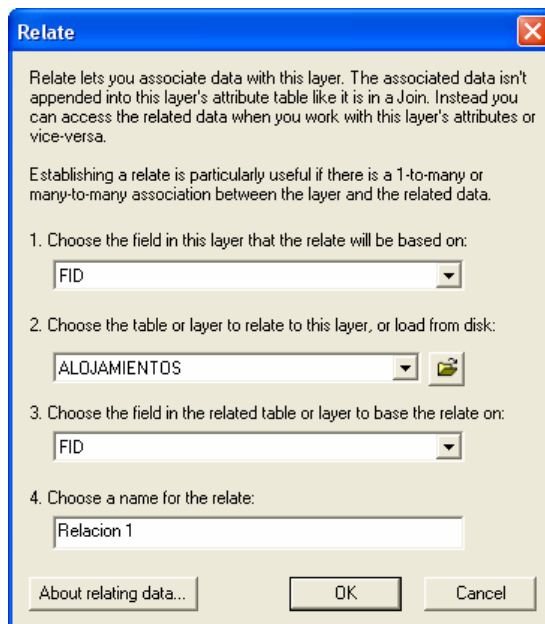 Relate
Relate lets you associate data with this layer. The associated data isn't
appended into this layer's attribute table like it is in a Join. Instead you
can access the related data when you work with this layer's attributes or
vice-versa.
Establishing a relate is particularly useful if there is a 1-to-many or
many-to-many association between the layer and the related data.
1. Choose the field in this layer that the relate will be based on:
FID
2. Choose the table or layer to relate to this layer, or load from disk:
ALOJAMIENTOS
3. Choose the field in the related table or layer to base the relate on:
FID
4. Choose a name for the relate:
Relacion 1
About relating data... OK Cancel